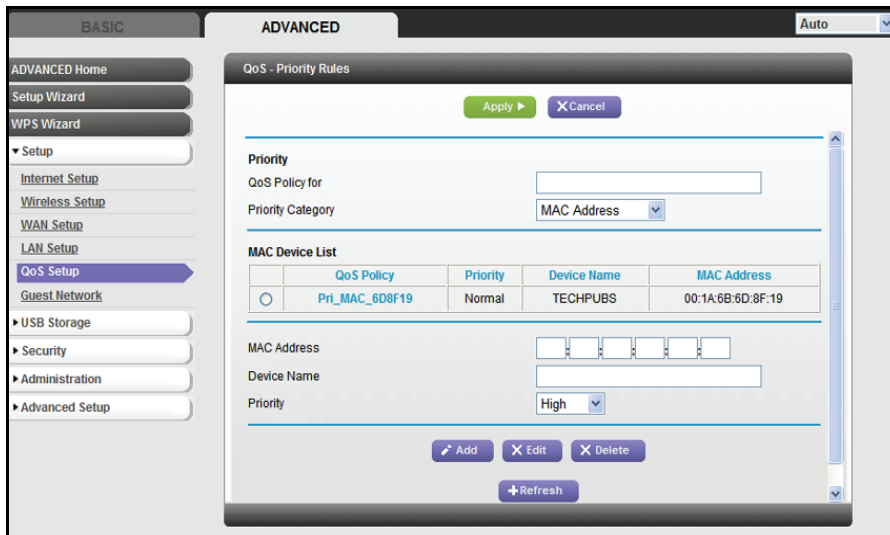 BASIC
ADVANCED
Auto
ADVANCED Home
Setup Wizard
WPS Wizard
Setup
Internet Setup
Wireless Setup
WAN Setup
LAN Setup
QoS Setup
Guest Network
USB Storage
Security
Administration
Advanced Setup
QoS - Priority Rules
Apply
Cancel
Priority
QoS Policy for
Priority Category MAC Address
MAC Device List
QoS Policy Priority Device Name MAC Address
Pri_MAC_6D8F19 Normal TECHPUBS 00:1A:6B:6D:8F:19
MAC Address : : : : :
Device Name
Priority High
Add Edit Delete
Refresh